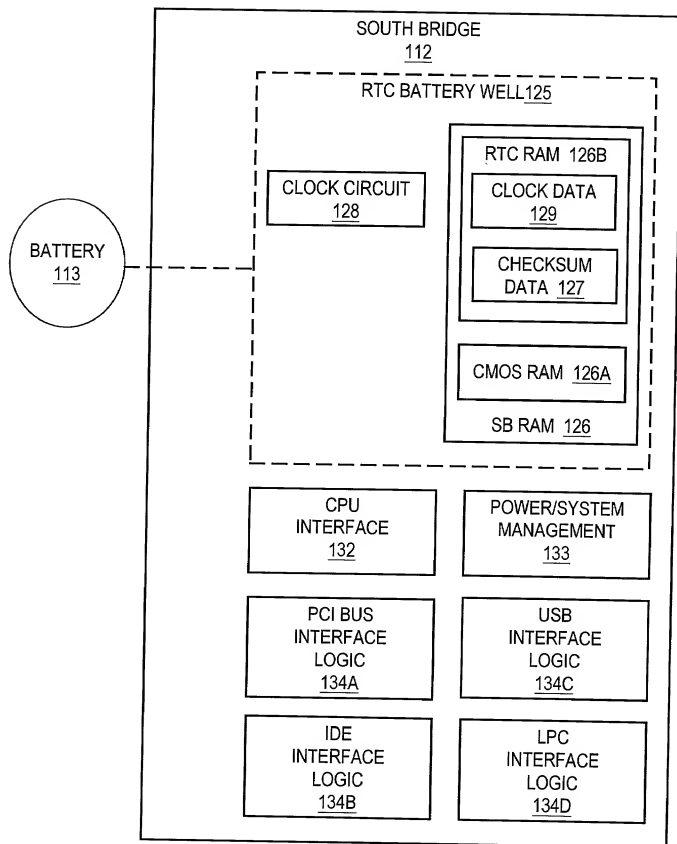 SOUTH BRIDGE
112
RTC BATTERY WELL125
RTC RAM 126B
CLOCK CIRCUIT
128
CLOCK DATA
129
BATTERY
113
CHECKSUM
DATA 127
CMOS RAM 126A
SB RAM 126
CPU
INTERFACE
132
POWER/SYSTEM
MANAGEMENT
133
PCI BUS
INTERFACE
LOGIC
134A
USB
INTERFACE
LOGIC
134C
IDE
INTERFACE
LOGIC
134B
LPC
INTERFACE
LOGIC
134D